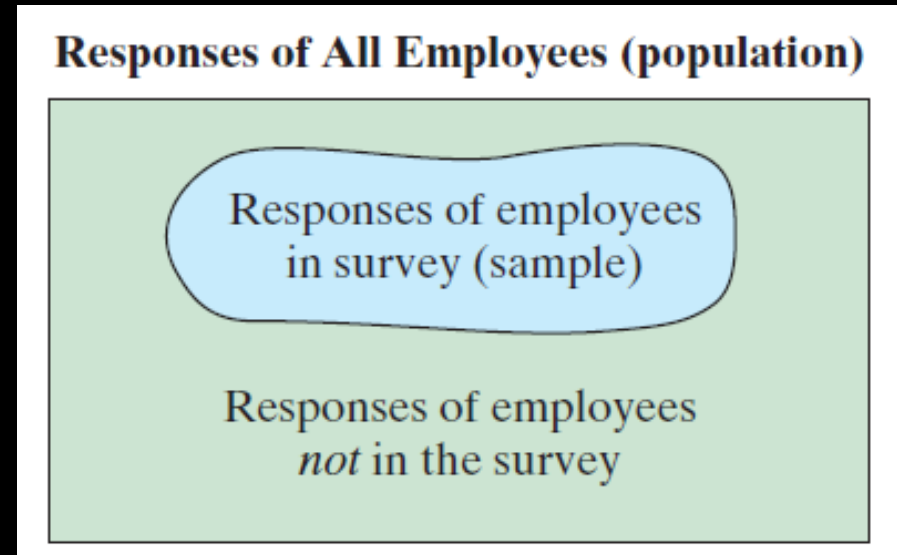 Responses of All Employees (population)
Responses of employees
in survey (sample)
Responses of employees
not in the survey